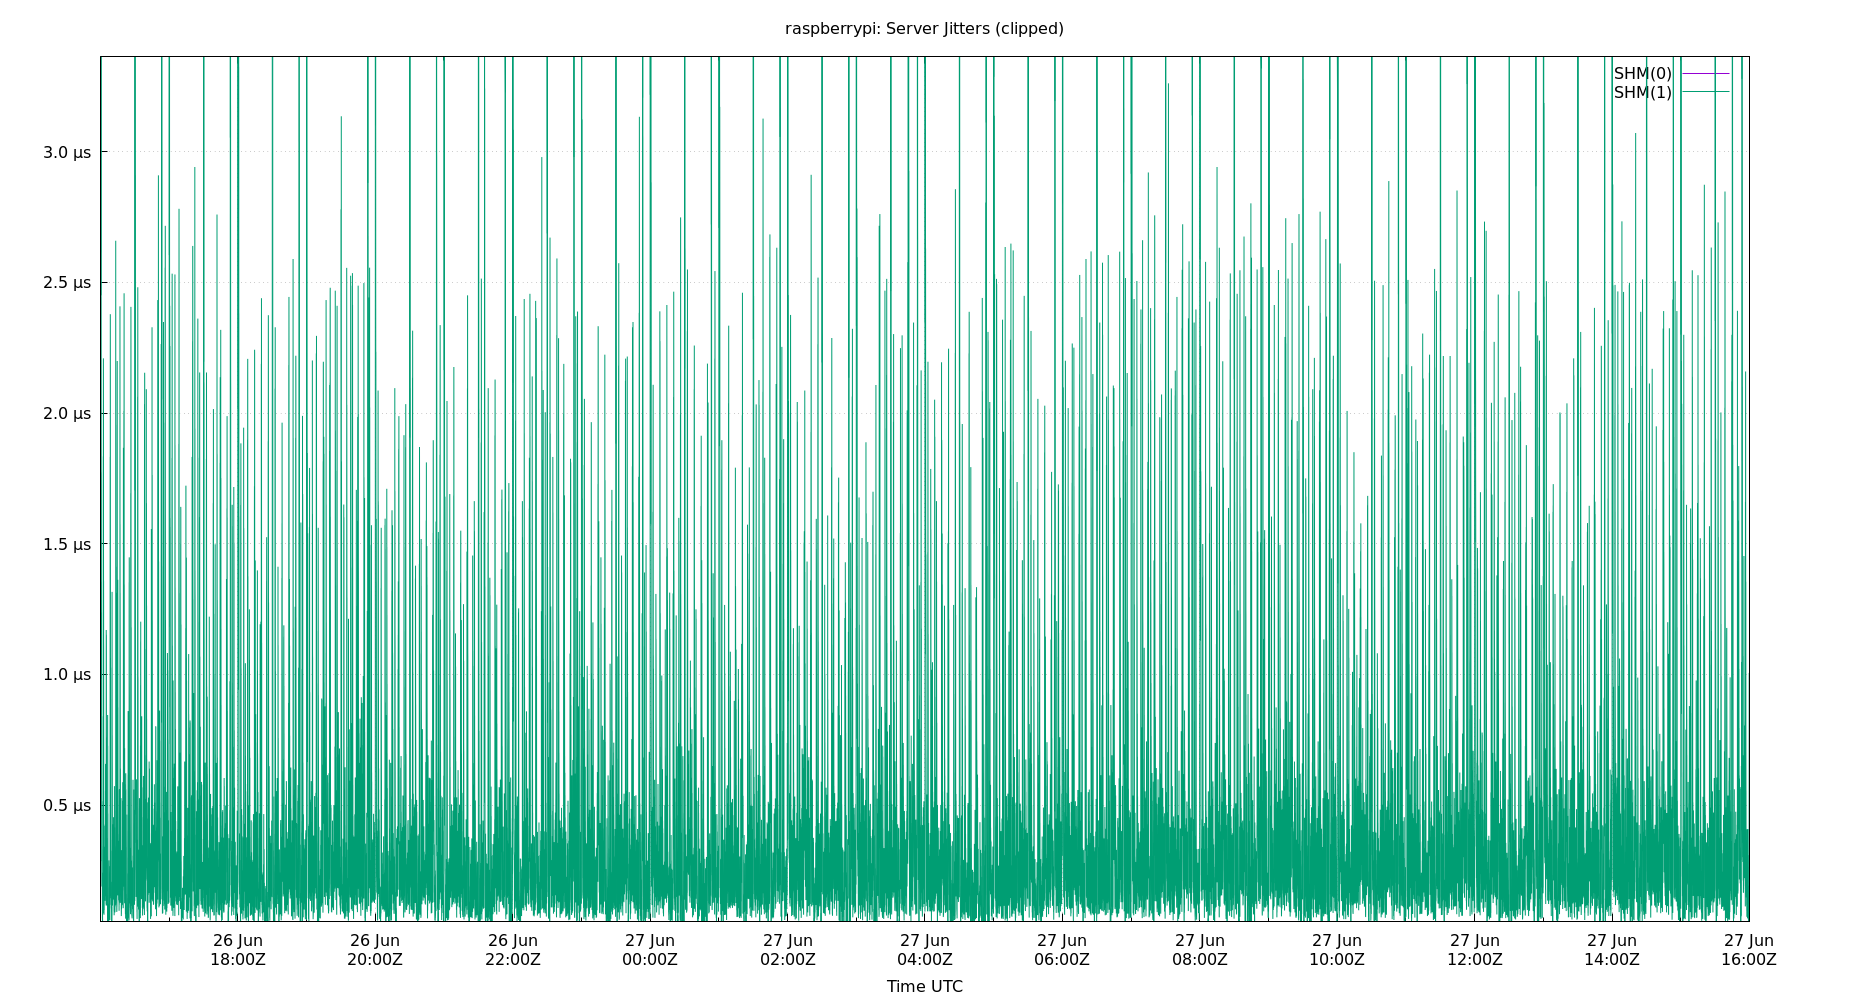 raspberrypi: Server Jitters (clipped)
SHM(0)
SHM(1)
3.0 µs
2.5 µs
2.0 µs
1.5 µs
1.0 µs
0.5 µs
26 Jun 26 Jun 26 Jun 27 Jun 27 Jun 27 Jun 27 Jun 27 Jun 27 Jun 27 Jun 27 Jun 27 Jun
18:00Z 20:00Z 22:00Z 00:00Z 02:00Z 04:00Z 06:00Z 08:00Z 10:00Z 12:00Z 14:00Z 16:00Z
Time UTC